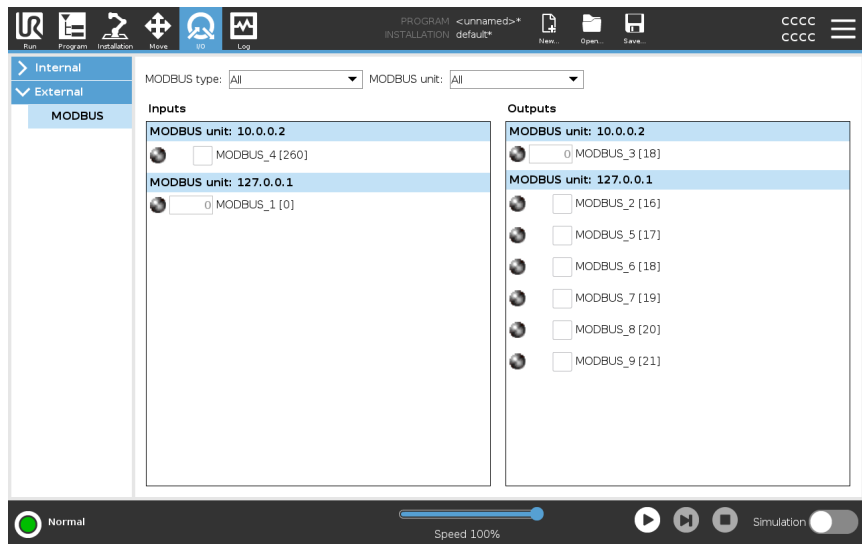 UR
PROGRAM <unnamed>*
INSTALLATION default*
CCCC
CCCC
Run Program Installation Move I/O Log New... Open... Save...
Internal
External
MODBUS
MODBUS type: All MODBUS unit: All
Inputs
MODBUS unit: 10.0.0.2
MODBUS_4 [260]
MODBUS unit: 127.0.0.1
0 MODBUS_1 [0]
Outputs
MODBUS unit: 10.0.0.2
0 MODBUS_3 [18]
MODBUS unit: 127.0.0.1
MODBUS_2 [16]
MODBUS_5 [17]
MODBUS_6 [18]
MODBUS_7 [19]
MODBUS_8 [20]
MODBUS_9 [21]
Normal
Speed 100%
Simulation